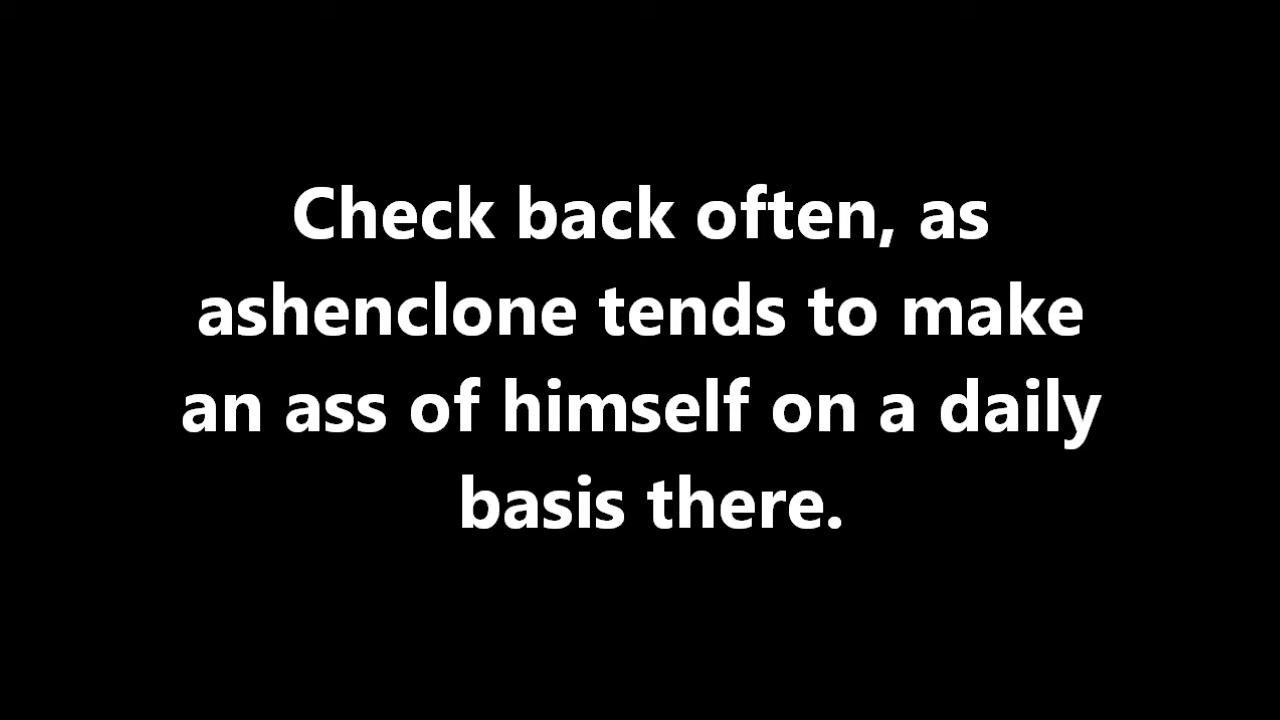 Check back often, as
ashenclone tends to make
an ass of himself on a daily
basis there.